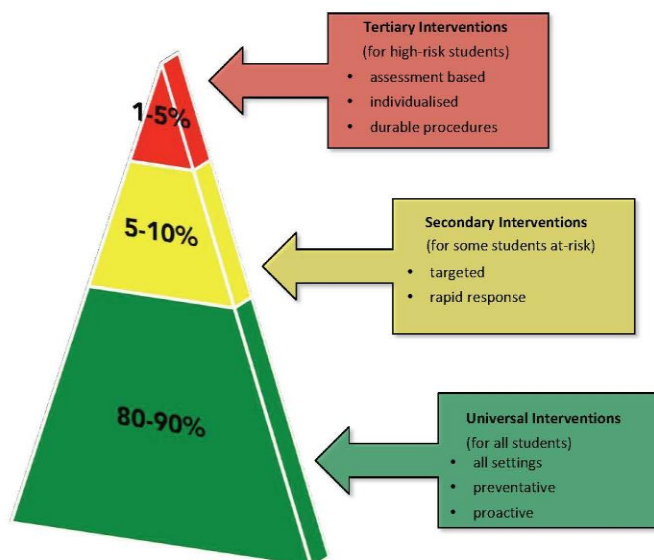 Tertiary Interventions
(for high-risk students)
• assessment based
• individualised
• durable procedures
1-5%
Secondary Interventions
(for some students at-risk)
• targeted
• rapid response
5-10%
Universal Interventions
(for all students)
• all settings
• preventative
• proactive
80-90%